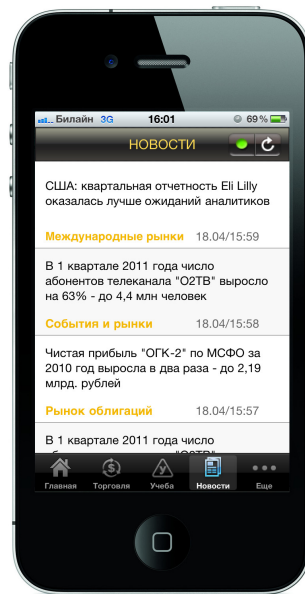 Билайн 3G 16:01 69%
НОВОСТИ
США: квартальная отчетность Eli Lilly
оказалась лучше ожиданий аналитиков
Международные рынки 18.04/15:59
В 1 квартале 2011 года число
абонентов телеканала "О2ТВ" выросло
на 63% - до 4,4 млн человек
События и рынки 18.04/15:58
Чистая прибыль "ОГК-2" по МСФО за
2010 год выросла в два раза - до 2,19
млрд. рублей
Рынок облигаций 18.04/15:57
В 1 квартале 2011 года число
Главная Торговля Учеба Новости Еще